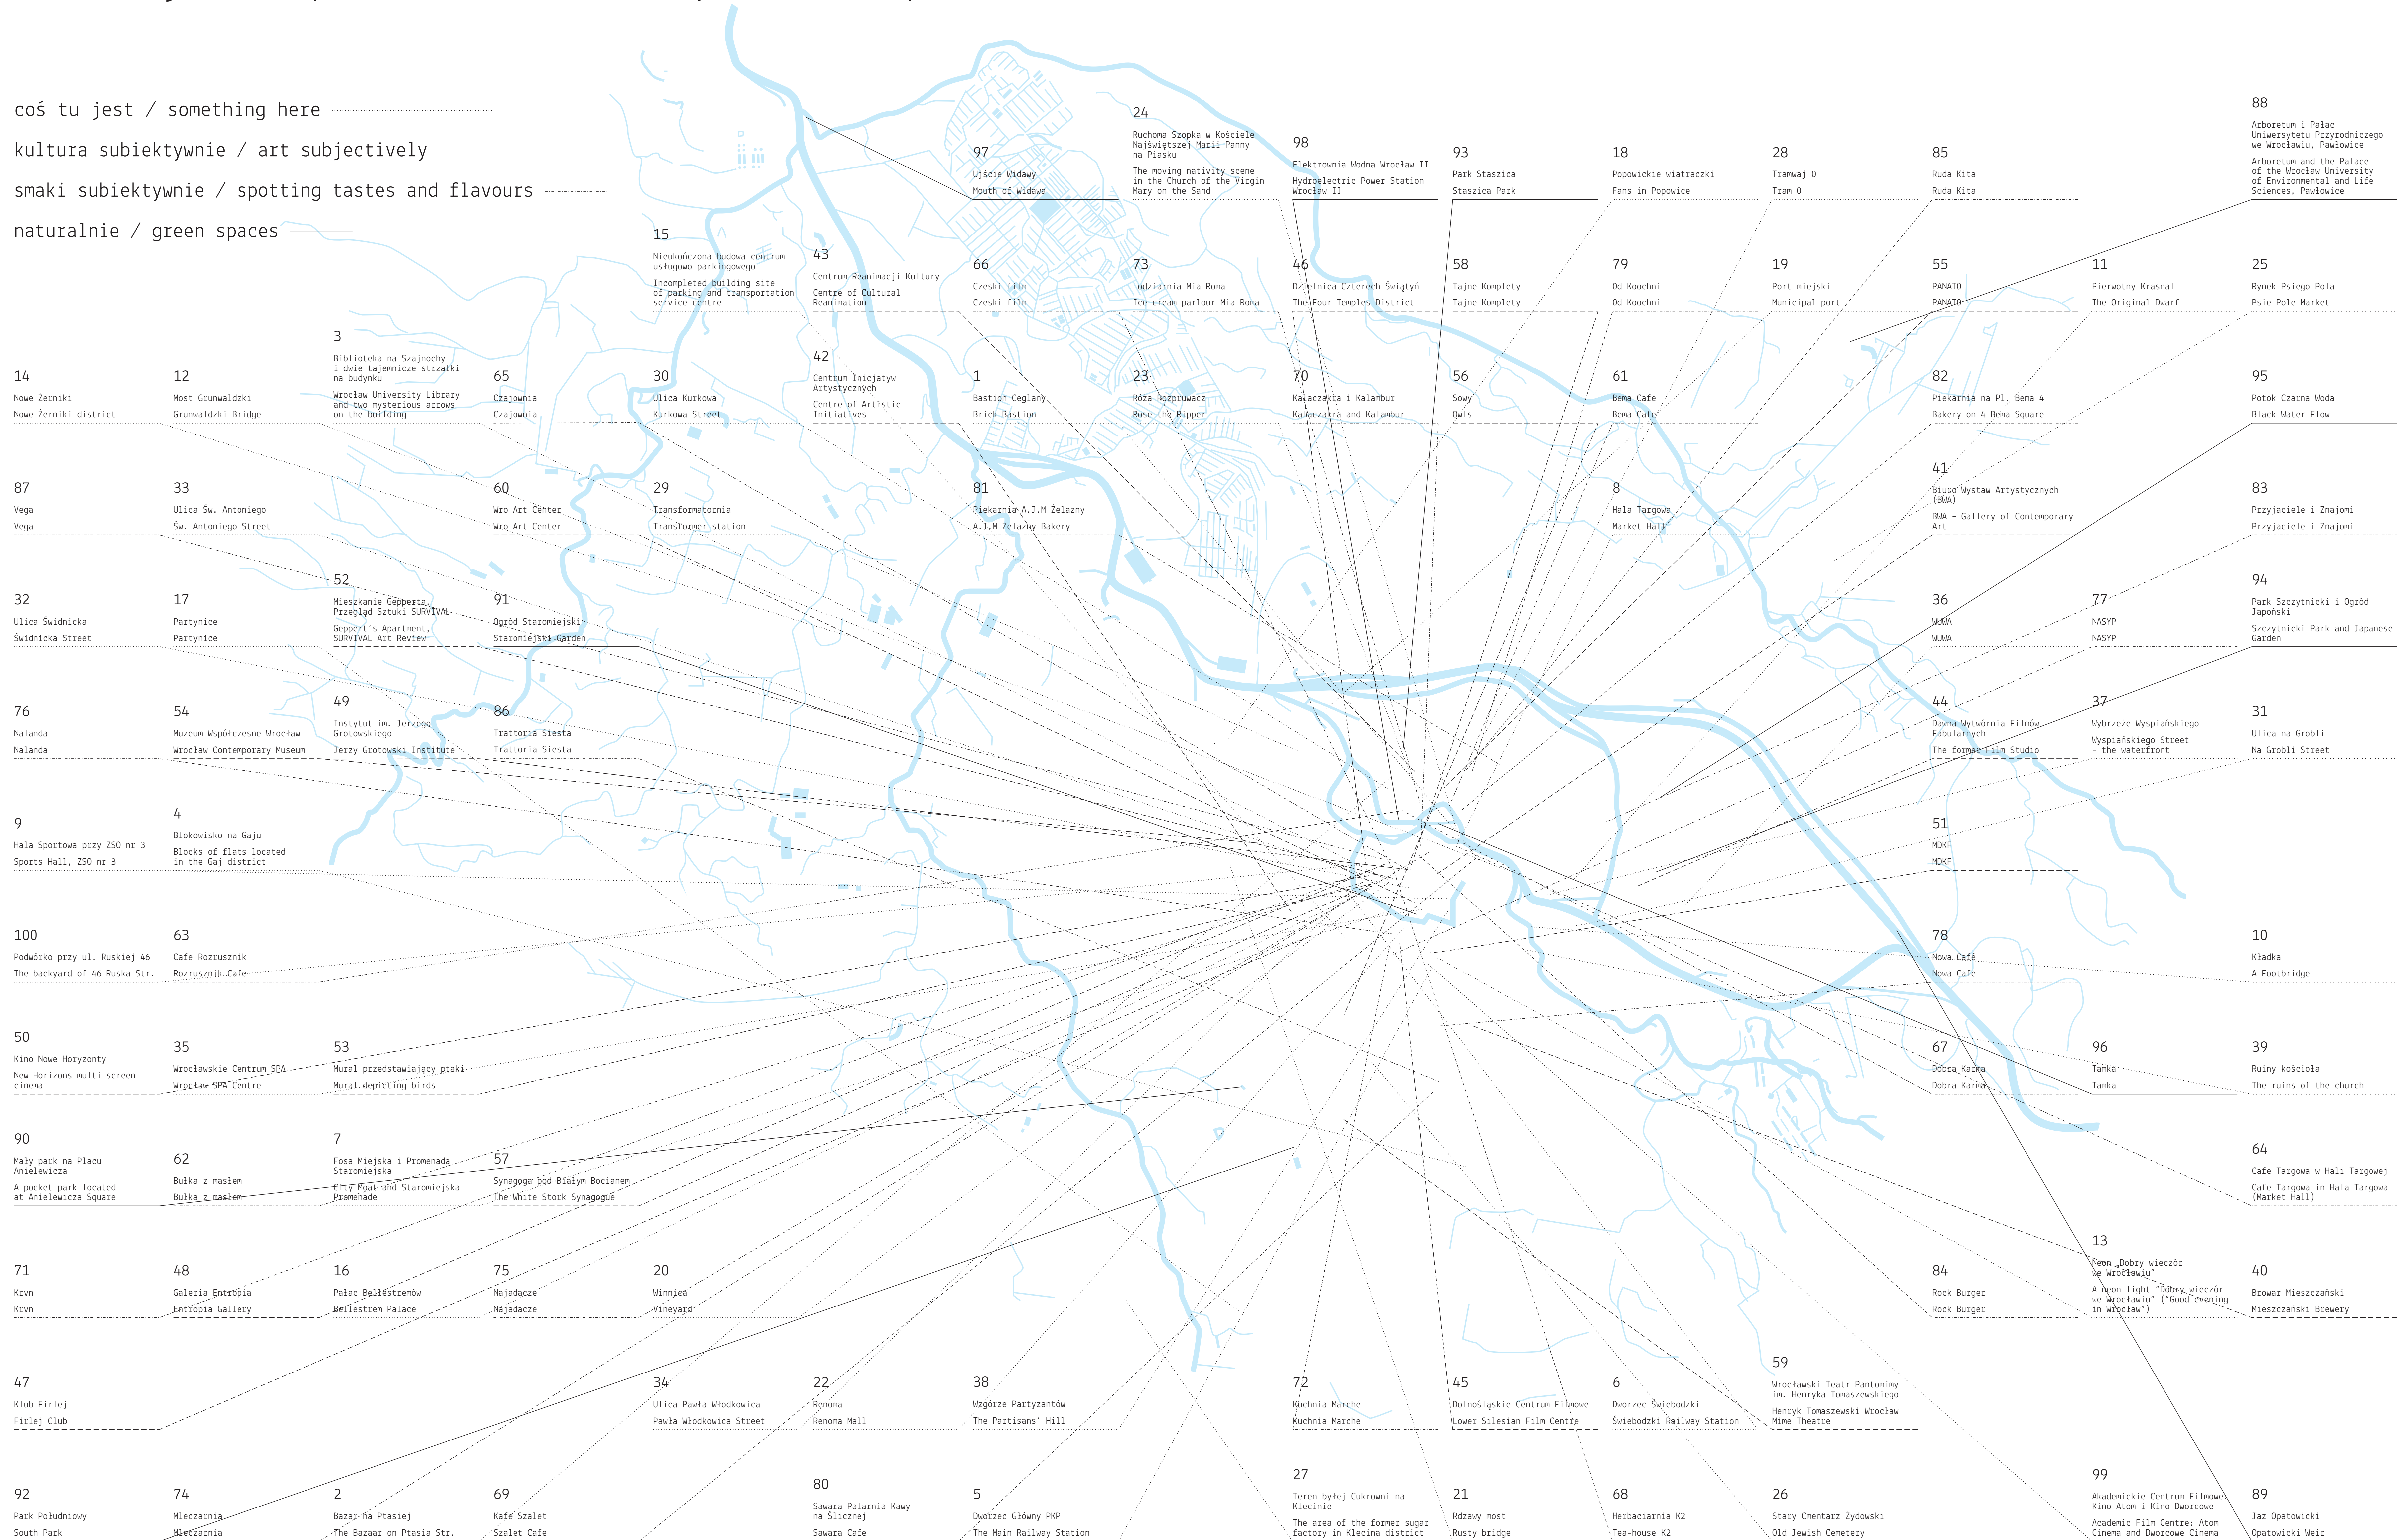 coś tu jest / something here
kultura subiektywnie / art subjectively
smaki subiektywnie / spotting tastes and flavours
naturalnie / green spaces
97
Ujście Widawy
Mouth of Widawa
24
Ruchoma Szopka w Kościele
Najświętszej Marii Panny
na Piasku
The moving nativity scene
in the Church of the Virgin
Mary on the Sand
98
Elektrownia Wodna Wrocław II
Hydroelectric Power Station
Wrocław II
93
Park Staszica
Staszica Park
18
Popowickie wiatraczki
Fans in Popowice
28
Tramwaj 0
Tram 0
85
Ruda Kita
Ruda Kita
88
Arboretum i Pałac
Uniwersytetu Przyrodniczego
we Wrocławiu, Pawłowice
Arboretum and the Palace
of the Wrocław University
of Environmental and Life
Sciences, Pawłowice
15
Nieukończona budowa centrum
usługowo-parkingowego
Incompleted building site
of parking and transportation
service centre
43
Centrum Reanimacji Kultury
Centre of Cultural
Reanimation
66
Czeski film
Czeski film
73
Lodziarnia Mia Roma
Ice-cream parlour Mia Roma
46
Dzielnica Czterech Świątyń
The Four Temples District
58
Tajne Komplety
Tajne Komplety
79
Od Koochni
Od Koochni
19
Port miejski
Municipal port
55
PANATO
PANATO
11
Pierwotny Krasnal
The Original Dwarf
25
Rynek Psiego Pola
Psie Pole Market
14
Nowe Żerniki
Nowe Żerniki district
12
Most Grunwaldzki
Grunwaldzki Bridge
3
Biblioteka na Szajnochy
i dwie tajemnicze strzałki
na budynku
Wrocław University Library
and two mysterious arrows
on the building
65
Czajownia
Czajownia
30
Ulica Kurkowa
Kurkowa Street
42
Centrum Inicjatyw
Artystycznych
Centre of Artistic
Initiatives
1
Bastion Ceglany
Brick Bastion
23
Róża Rozpruwacz
Rose the Ripper
70
Kalaczakra i Kalambur
Kalaczakra and Kalambur
56
Sowy
Owls
61
Bema Cafe
Bema Cafe
82
Piekarnia na Pl. Bema 4
Bakery on 4 Bema Square
95
Potok Czarna Woda
Black Water Flow
87
Vega
Vega
33
Ulica Św. Antoniego
Św. Antoniego Street
60
Wro Art Center
Wro Art Center
29
Transformatornia
Transformer station
81
Piekarnia A.J.M Żelazny
A.J.M Żelazny Bakery
8
Hala Targowa
Market Hall
41
Biuro Wystaw Artystycznych
(BWA)
BWA - Gallery of Contemporary
Art
83
Przyjaciele i Znajomi
Przyjaciele i Znajomi
32
Ulica Świdnicka
Świdnicka Street
17
Partynice
Partynice
52
Mieszkanie Gepperta,
Przegląd Sztuki SURVIVAL
Geppert's Apartment,
SURVIVAL Art Review
91
Ogród Staromiejski
Staromiejski Garden
36
WUWA
WUWA
77
NASYP
NASYP
94
Park Szczytnicki i Ogród
Japoński
Szczytnicki Park and Japanese
Garden
76
Nalanda
Nalanda
54
Muzeum Współczesne Wrocław
Wrocław Contemporary Museum
49
Instytut im. Jerzego
Grotowskiego
Jerzy Grotowski Institute
86
Trattoria Siesta
Trattoria Siesta
44
Dawna Wytwórnia Filmów
Fabularnych
The former Film Studio
37
Wybrzeże Wyspiańskiego
Wyspiańskiego Street
- the waterfront
31
Ulica na Grobli
Na Grobli Street
9
Hala Sportowa przy ZSO nr 3
Sports Hall, ZSO nr 3
4
Blokowisko na Gaju
Blocks of flats located
in the Gaj district
51
MDKF
MDKF
100
Podwórko przy ul. Ruskiej 46
The backyard of 46 Ruska Str.
63
Cafe Rozrusznik
Rozrusznik Cafe
78
Nowa Cafe
Nowa Cafe
10
Kładka
A Footbridge
50
Kino Nowe Horyzonty
New Horizons multi-screen
cinema
35
Wrocławskie Centrum SPA
Wrocław SPA Centre
53
Mural przedstawiający ptaki
Mural depicting birds
67
Dobra Karma
Dobra Karma
96
Tamka
Tamka
39
Ruiny kościoła
The ruins of the church
90
Mały park na Placu
Anielewicza
A pocket park located
at Anielewicza Square
62
Bułka z masłem
Bułka z masłem
7
Fosa Miejska i Promenada
Staromiejska
City Moat and Staromiejska
Promenade
57
Synagoga pod Białym Bocianem
The White Stork Synagogue
64
Cafe Targowa w Hali Targowej
Cafe Targowa in Hala Targowa
(Market Hall)
71
Krvn
Krvn
48
Galeria Entropia
Entropia Gallery
16
Pałac Bellestremów
Bellestrem Palace
75
Najadacze
Najadacze
20
Winnica
Vineyard
84
Rock Burger
Rock Burger
13
Neon „Dobry wieczór
we Wrocławiu"
A neon light "Dobry wieczór
we Wrocławiu" ("Good evening
in Wrocław")
40
Browar Mieszczański
Mieszczański Brewery
47
Klub Firlej
Firlej Club
34
Ulica Pawła Włodkowica
Pawła Włodkowica Street
22
Renoma
Renoma Mall
38
Wzgórze Partyzantów
The Partisans' Hill
72
Kuchnia Marche
Kuchnia Marche
45
Dolnośląskie Centrum Filmowe
Lower Silesian Film Centre
6
Dworzec Świebodzki
Świebodzki Railway Station
59
Wrocławski Teatr Pantomimy
im. Henryka Tomaszewskiego
Henryk Tomaszewski Wrocław
Mime Theatre
92
Park Południowy
South Park
74
Mleczarnia
Mleczarnia
2
Bazar na Ptasiej
The Bazaar on Ptasia Str.
69
Kafe Szalet
Szalet Cafe
80
Sawara Palarnia Kawy
na Ślicznej
Sawara Cafe
5
Dworzec Główny PKP
The Main Railway Station
27
Teren byłej Cukrowni na
Klecinie
The area of the former sugar
factory in Klecina district
21
Rdzawy most
Rusty bridge
68
Herbaciarnia K2
Tea-house K2
26
Stary Cmentarz Żydowski
Old Jewish Cemetery
99
Akademickie Centrum Filmowe:
Kino Atom i Kino Dworcowe
Academic Film Centre: Atom
Cinema and Dworcowe Cinema
89
Jaz Opatowicki
Opatowicki Weir